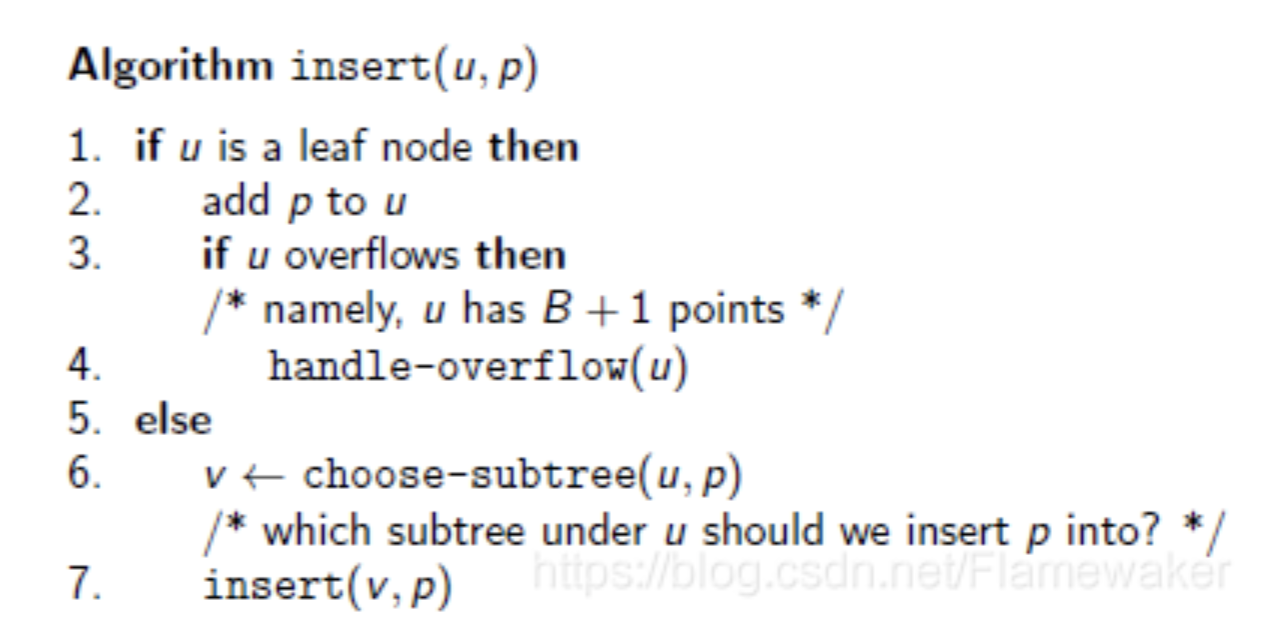 Algorithm insert(u, p)
1. if u is a leaf node then
2. add p to u
3. if u overflows then
/* namely, u has B + 1 points */
4. handle-overflow(u)
5. else
6. v ← choose-subtree(u, p)
/* which subtree under u should we insert p into? */
7. insert(v, p)
https://blog.csdn.net/Flamewaker